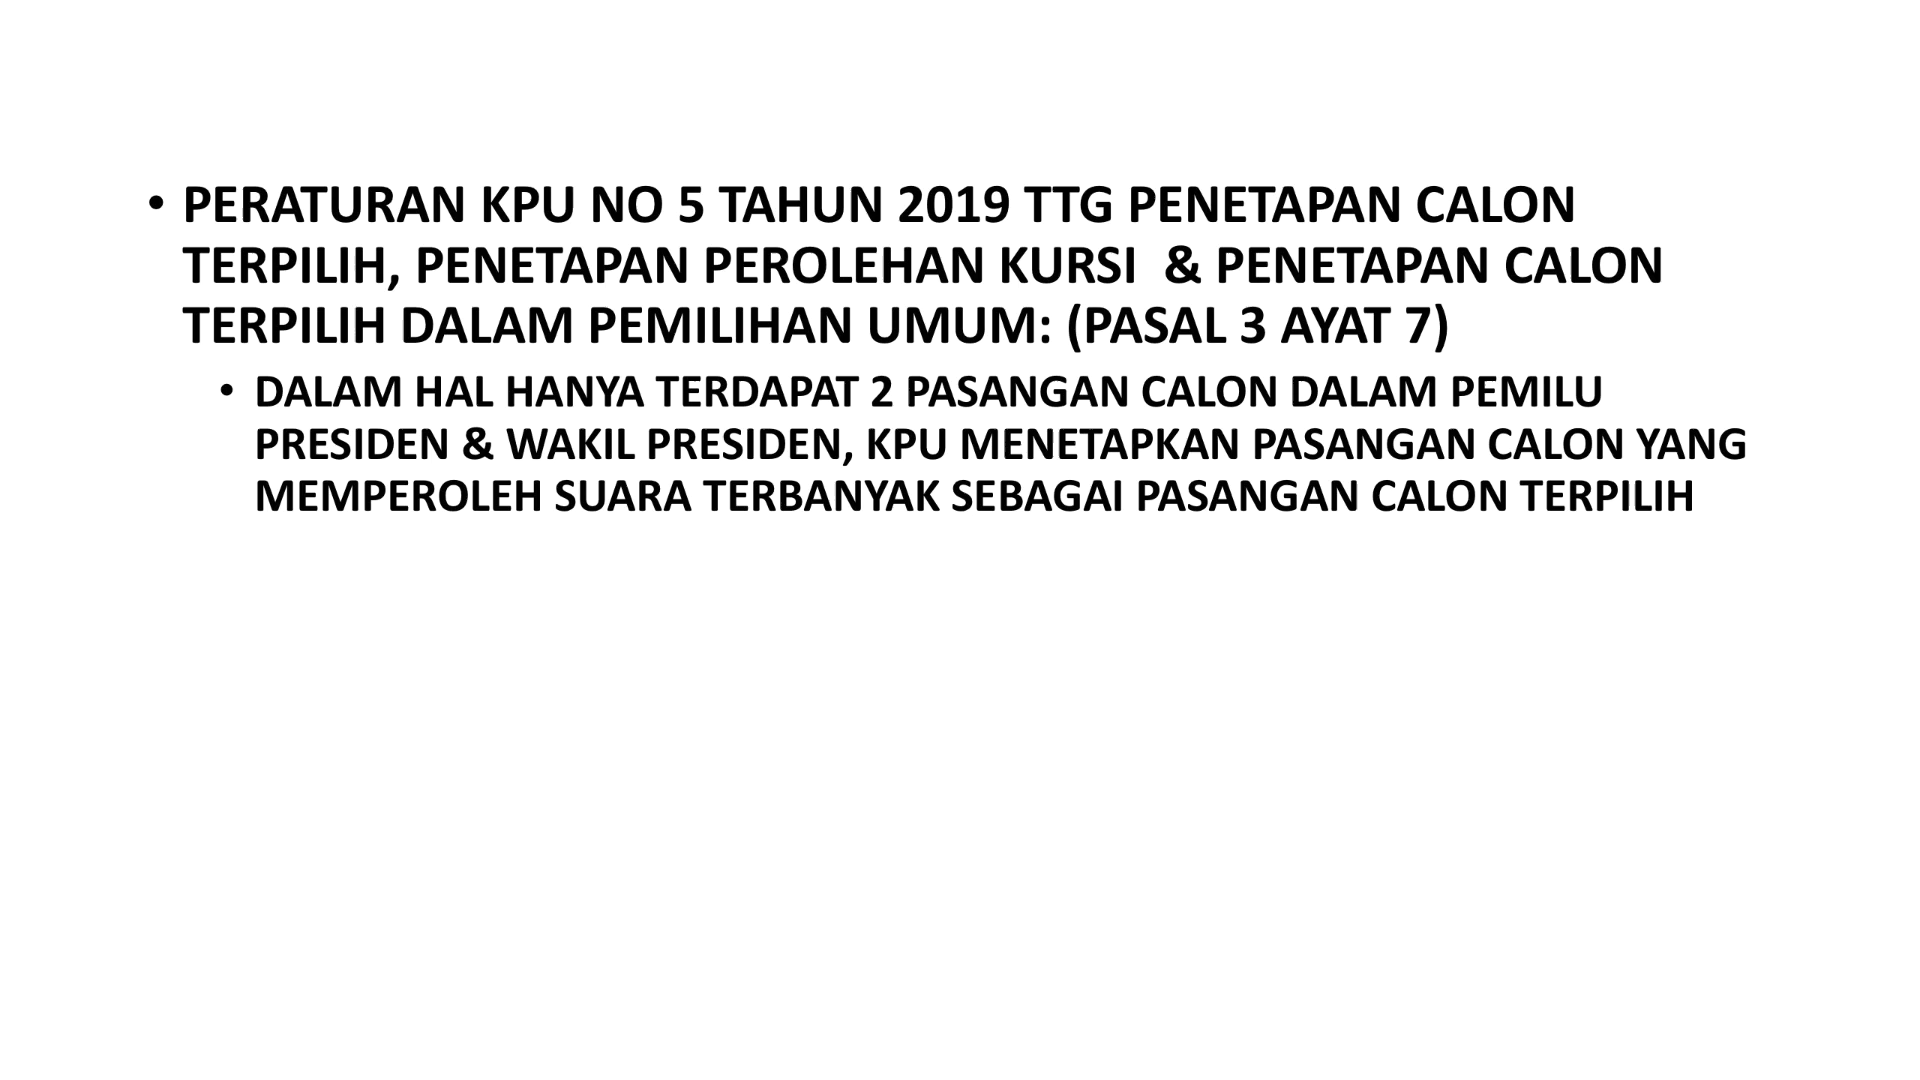 • PERATURAN KPU NO 5 TAHUN 2019 TTG PENETAPAN CALON
TERPILIH, PENETAPAN PEROLEHAN KURSI  & PENETAPAN CALON
TERPILIH DALAM PEMILIHAN UMUM: (PASAL 3 AYAT 7)
• DALAM HAL HANYA TERDAPAT 2 PASANGAN CALON DALAM PEMILU
PRESIDEN & WAKIL PRESIDEN, KPU MENETAPKAN PASANGAN CALON YANG
MEMPEROLEH SUARA TERBANYAK SEBAGAI PASANGAN CALON TERPILIH